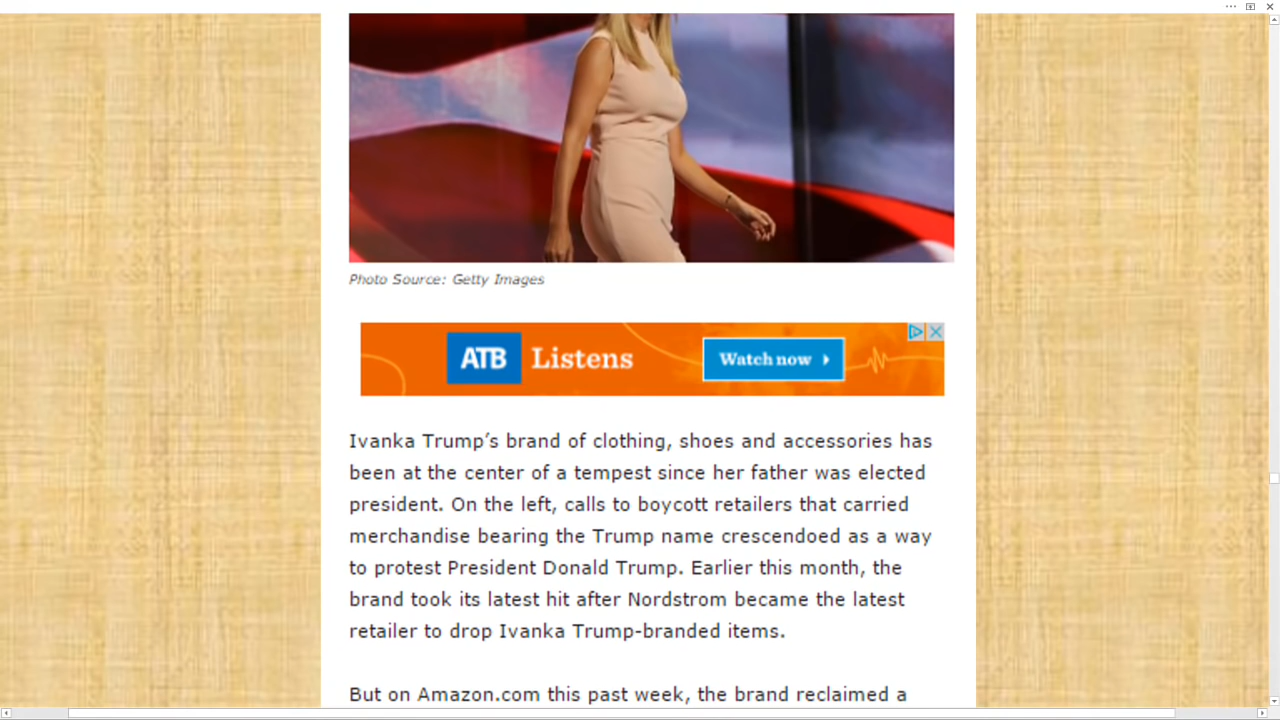 Photo Source: Getty Images
ATB Listens Watch now
Ivanka Trump’s brand of clothing, shoes and accessories has
been at the center of a tempest since her father was elected
president. On the left, calls to boycott retailers that carried
merchandise bearing the Trump name crescendoed as a way
to protest President Donald Trump. Earlier this month, the
brand took its latest hit after Nordstrom became the latest
retailer to drop Ivanka Trump-branded items.
But on Amazon.com this past week, the brand reclaimed a